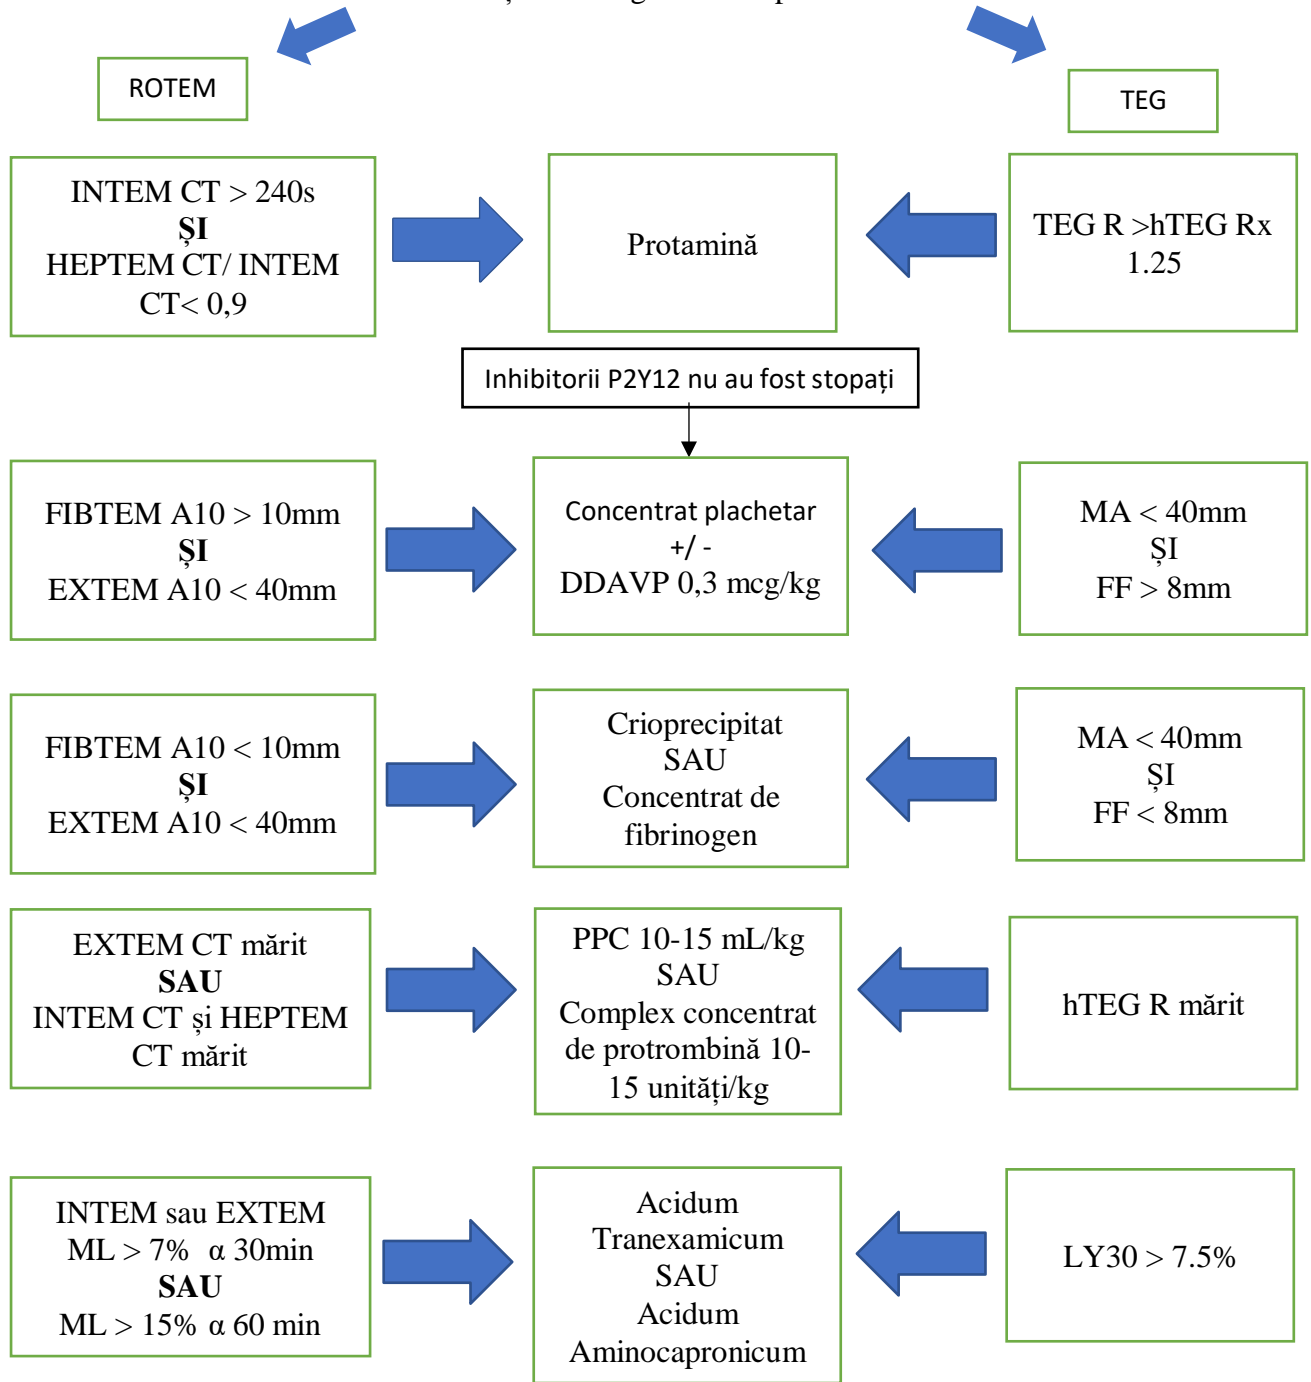 ROTEM
TEG
INTEM CT > 240s
ȘI
HEPTEM CT/ INTEM
CT< 0,9
Protamină
TEG R >hTEG Rx
1.25
Inhibitorii P2Y12 nu au fost stopați
FIBTEM A10 > 10mm
ȘI
EXTEM A10 < 40mm
Concentrat plachetar
+/ -
DDAVP 0,3 mcg/kg
MA < 40mm
ȘI
FF > 8mm
FIBTEM A10 < 10mm
ȘI
EXTEM A10 < 40mm
Crioprecipitat
SAU
Concentrat de
fibrinogen
MA < 40mm
ȘI
FF < 8mm
EXTEM CT mărit
SAU
INTEM CT și HEPTEM
CT mărit
PPC 10-15 mL/kg
SAU
Complex concentrat
de protrombină 10-
15 unități/kg
hTEG R mărit
INTEM sau EXTEM
ML > 7% α 30min
SAU
ML > 15% α 60 min
Acidum
Tranexamicum
SAU
Acidum
Aminocapronicum
LY30 > 7.5%